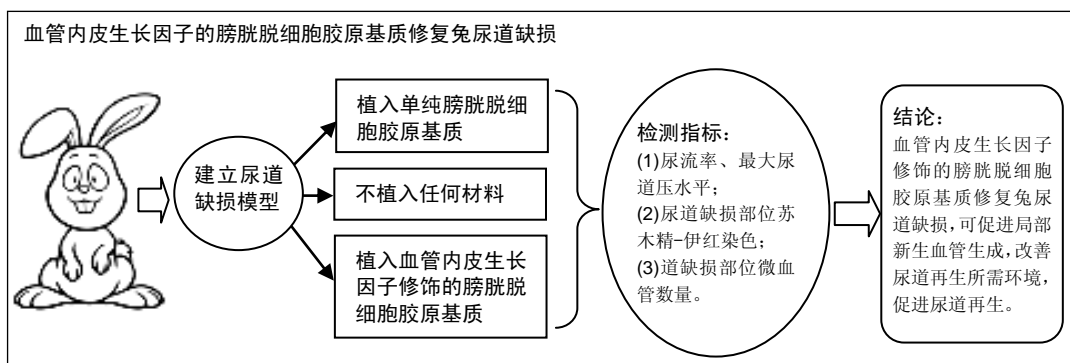 血管内皮生长因子的膀胱脱细胞胶原基质修复兔尿道缺损
建立尿道
缺损模型
植入单纯膀胱脱细
胞胶原基质
不植入任何材料
植入血管内皮生长
因子修饰的膀胱脱
细胞胶原基质
检测指标：
(1)尿流率、最大尿
道压水平；
(2)尿道缺损部位苏
木精-伊红染色；
(3)道缺损部位微血
管数量。
结论：
血管内皮生长因子
修饰的膀胱脱细胞
胶原基质修复兔尿
道缺损，可促进局部
新生血管生成，改善
尿道再生所需环境，
促进尿道再生。